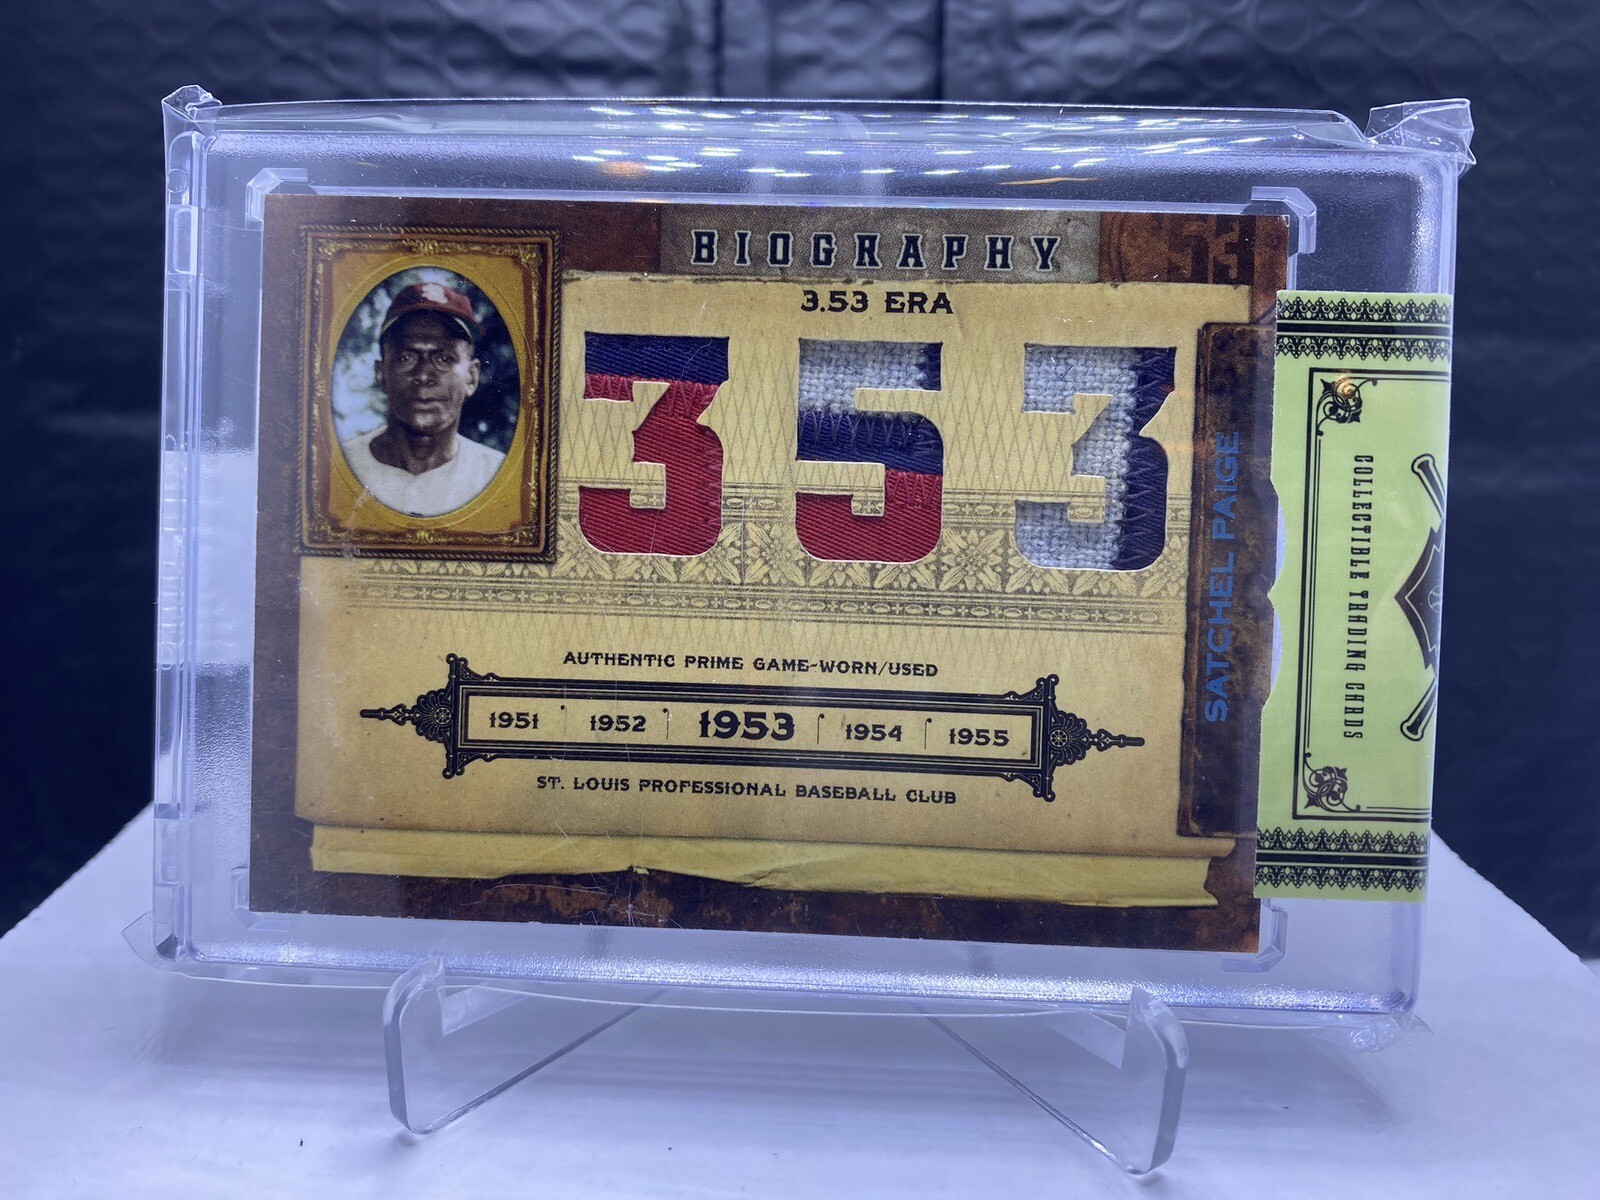 BIOGRAPHY
53
3.53 ERA
353
SATCHEL PAIGE
AUTHENTIC PRIME GAME-WORN/USED
1951 1952 1953 1954 1955
ST. LOUIS PROFESSIONAL BASEBALL CLUB
COLLECTIBLE TRADING CARDS